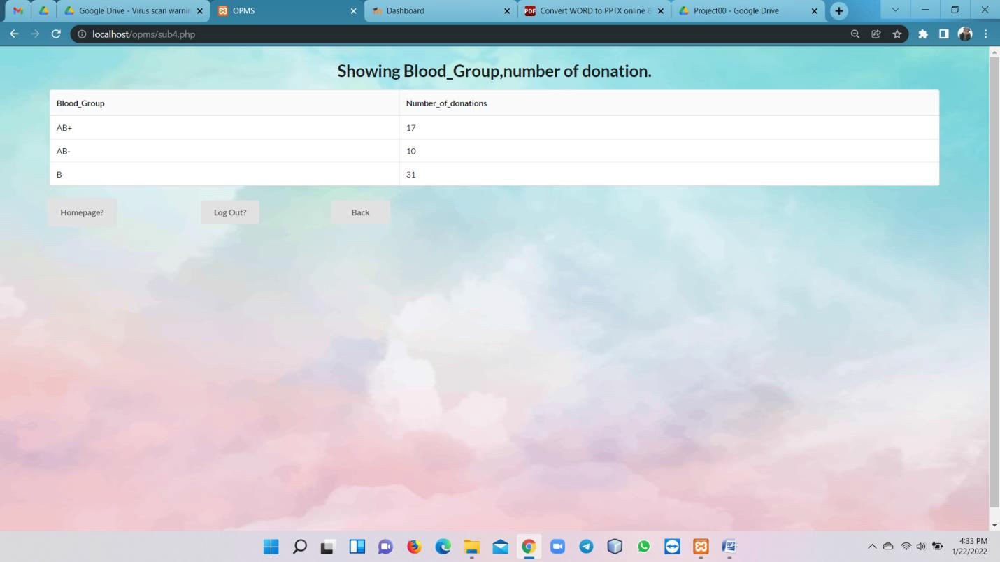 Google Drive - Virus scan warnin
OPMS
Dashboard
PDF
Convert WORD to PPTX online &
Project00 - Google Drive
localhost/opms/sub4.php
Showing Blood_Group,number of donation.
Blood_Group Number_of_donations
AB+ 17
AB- 10
B- 31
Homepage? Log Out? Back
4:33 PM
1/22/2022